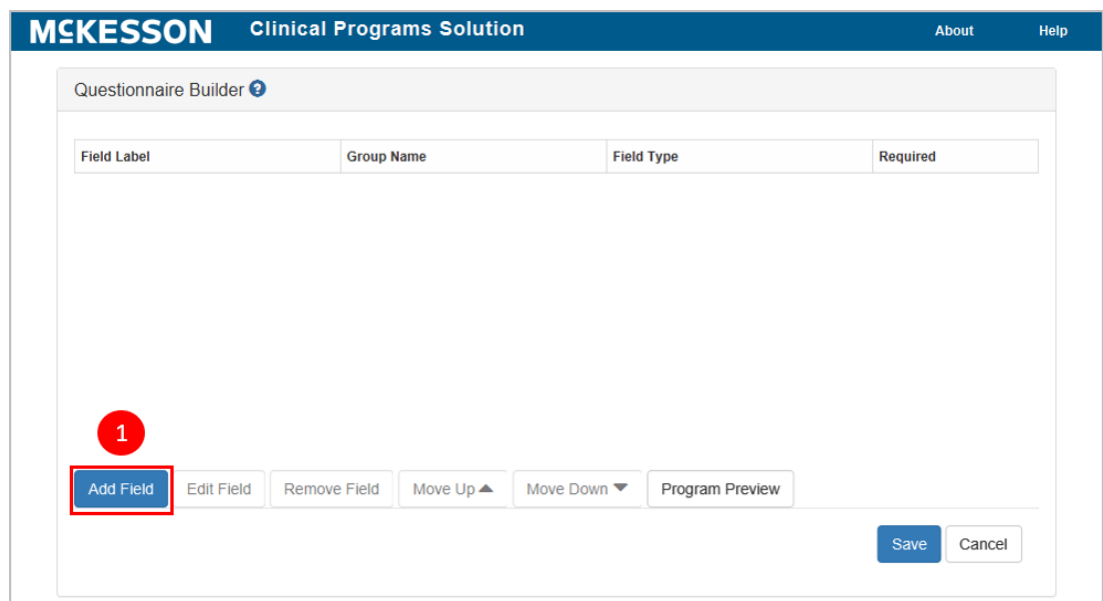 MCKESSON Clinical Programs Solution About Help
Questionnaire Builder ?
Field Label Group Name Field Type Required
1
Add Field Edit Field Remove Field Move Up Move Down Program Preview
Save Cancel